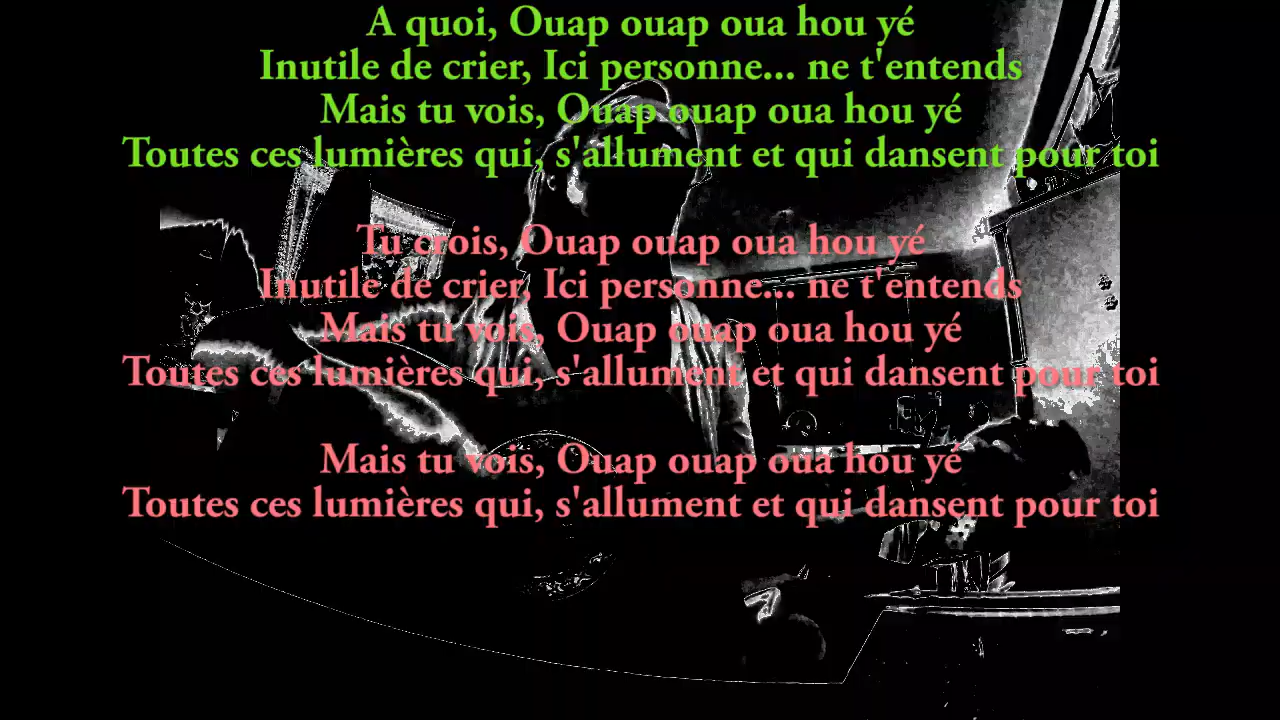 A quoi, Ouap ouap oua hou yé
Inutile de crier, Ici personne... ne t'entends
Mais tu vois, Ouap ouap oua hou yé
Toutes ces lumières qui, s'allument et qui dansent pour toi
Tu crois, Ouap ouap oua hou yé
Inutile de crier, Ici personne... ne t'entends
Mais tu vois, Ouap ouap oua hou yé
Toutes ces lumières qui, s'allument et qui dansent pour toi
Mais tu vois, Ouap ouap oua hou yé
Toutes ces lumières qui, s'allument et qui dansent pour toi